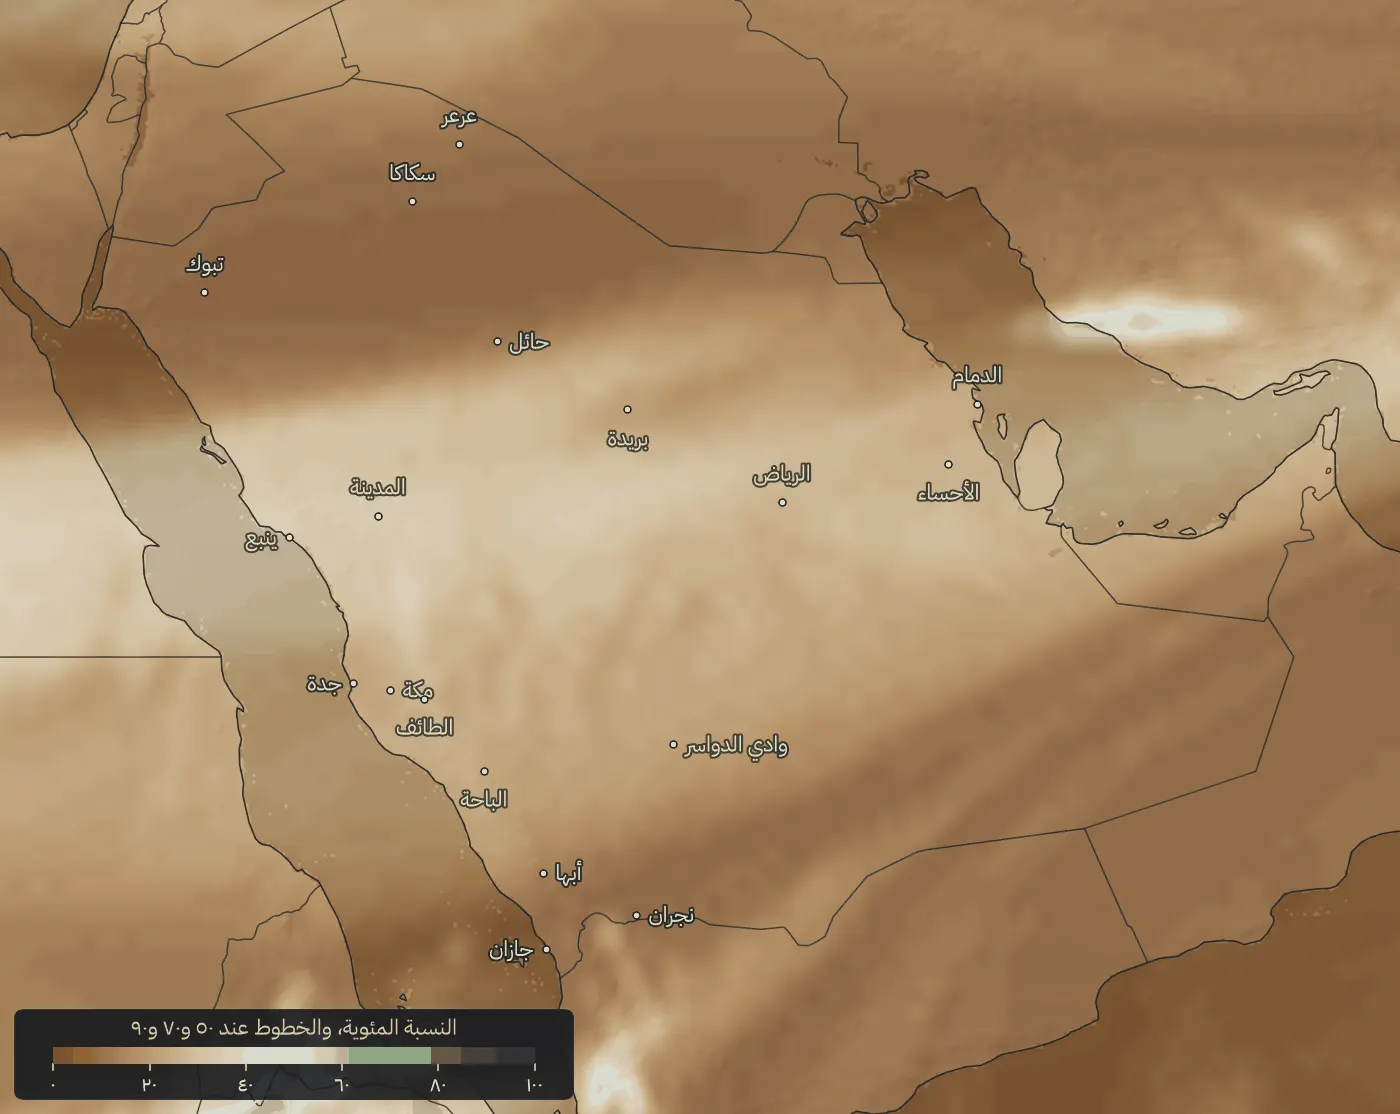 عرعر
سكاكا
تبوك
حائل
الدمام
بريدة
الرياض
المدينة
الأحساء
ينبع
جدة
مكة
الطائف
وادي الدواسر
الباحة
أبها
نجران
جازان
النسبة المئوية، والخطوط عند ٥٠ و٧٠ و٩٠
٠ ٢٠ ٤٠ ٦٠ ٨٠ ١٠٠